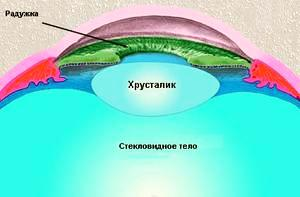 Радужка
Хрусталик
Стекловидное тело